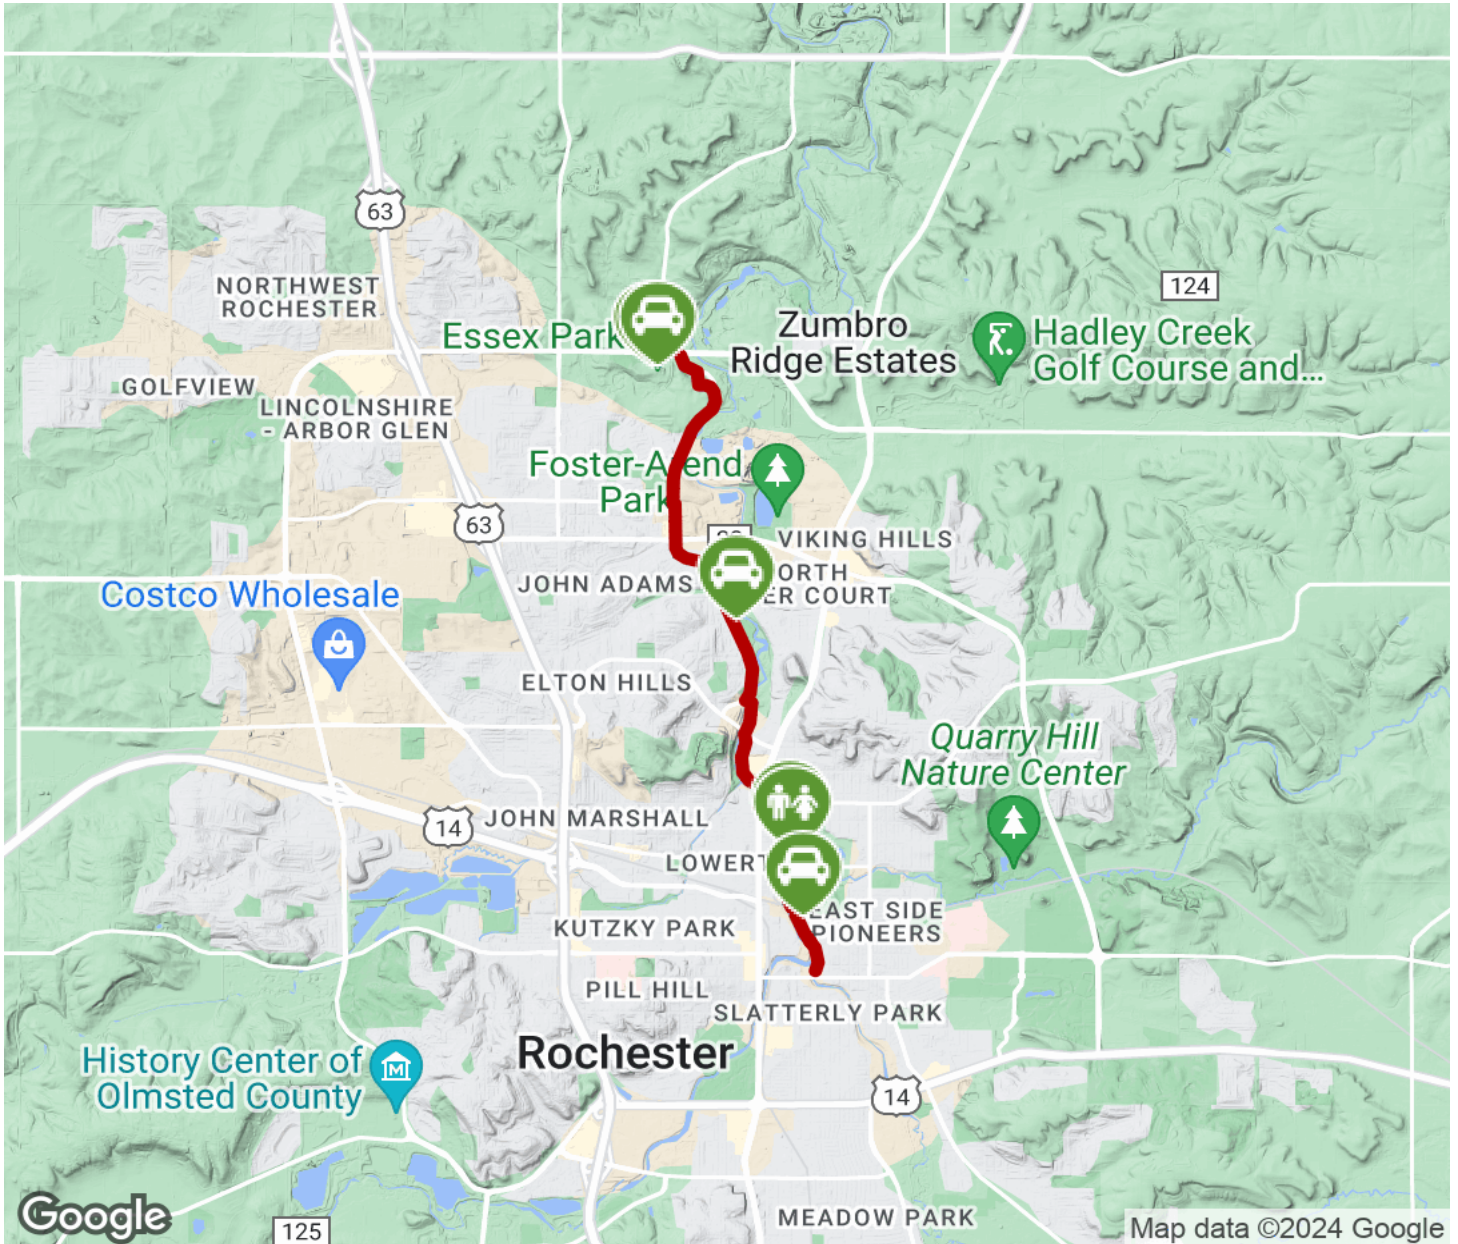 63
NORTHWEST
ROCHESTER
124
Essex Park
Zumbro
Ridge Estates
Hadley Creek
Golf Course and...
GOLFVIEW
LINCOLNSHIRE
- ARBOR GLEN
Foster-Arend
Park
63
VIKING HILLS
JOHN ADAMS
ORTH
ER COURT
Costco Wholesale
ELTON HILLS
Quarry Hill
Nature Center
14
JOHN MARSHALL
LOWERT
EAST SIDE
PIONEERS
KUTZKY PARK
PILL HILL
SLATTERLY PARK
Rochester
History Center of
Olmsted County
M
14
MEADOW PARK
Google
125
Map data ©2024 Google